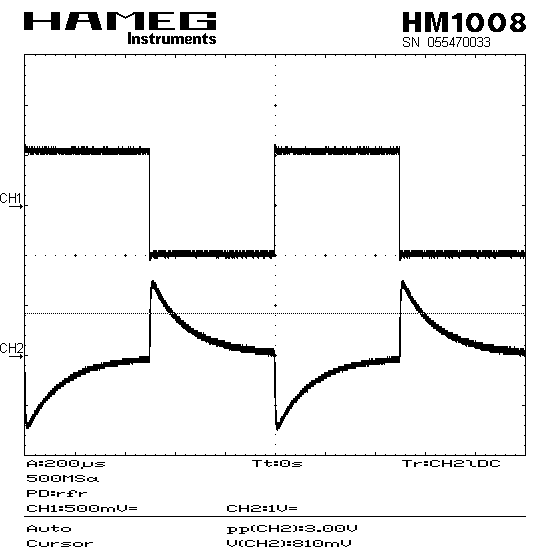 HAMEG
Instruments
HM1008
SN 055470033
CH1
CH2
A:200µs Tt:0s Tr:CH2≀DC
500MSa
PD:rfr
CH1:500mV= CH2:1V=
Auto pp(CH2):3.00V
Cursor V(CH2):810mV